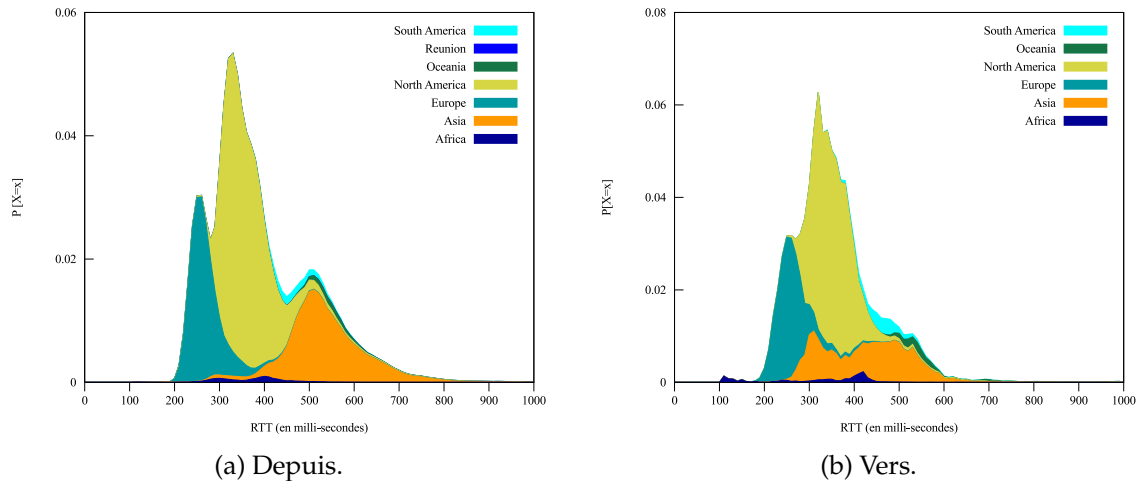 0.06
0.04
0.02
0
P [X=x]
South America
Reunion
Oceania
North America
Europe
Asia
Africa
0 100 200 300 400 500 600 700 800 900 1000
RTT (en milli-secondes)
(a) Depuis.
0.08
0.06
0.04
0.02
0
P[X=x]
South America
Oceania
North America
Europe
Asia
Africa
0 100 200 300 400 500 600 700 800 900 1000
RTT (en milli-secondes)
(b) Vers.